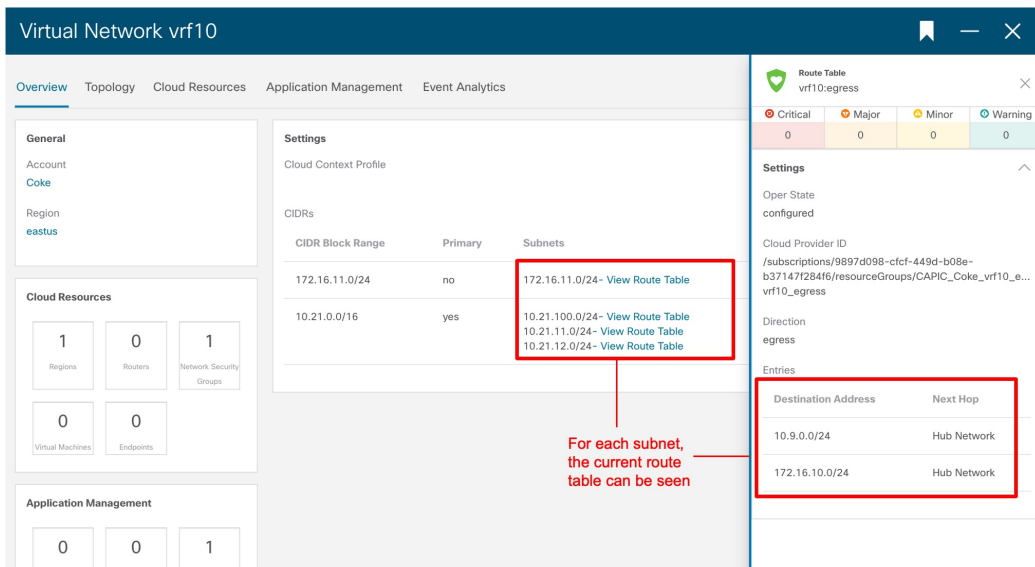 Virtual Network vrf10
Overview Topology Cloud Resources Application Management Event Analytics
General
Account
Coke
Region
eastus
Cloud Resources
1
Regions
0
Routers
1
Network Security
Groups
0
Virtual Machines
0
Endpoints
Application Management
0 0 1
Settings
Cloud Context Profile
CIDRs
CIDR Block Range Primary Subnets
172.16.11.0/24 no 172.16.11.0/24- View Route Table
10.21.0.0/16 yes 10.21.100.0/24- View Route Table
10.21.11.0/24- View Route Table
10.21.12.0/24- View Route Table
For each subnet,
the current route
table can be seen
Route Table
vrf10:egress
Critical Major Minor Warning
0 0 0 0
Settings
Oper State
configured
Cloud Provider ID
/subscriptions/9897d098-cfcf-449d-b08e-
b37147f284f6/resourceGroups/CAPIC_Coke_vrf10_e...
vrf10_egress
Direction
egress
Entries
Destination Address Next Hop
10.9.0.0/24 Hub Network
172.16.10.0/24 Hub Network